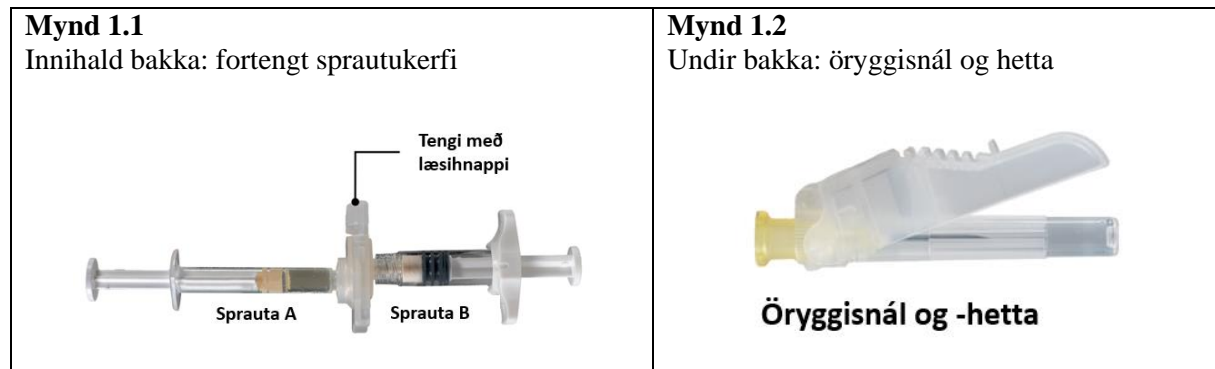 Mynd 1.1
Innihald bakka: fortengt sprautukerfi
Tengi með
læsihnappi
Sprauta A
Sprauta B
Mynd 1.2
Undir bakka: öryggisnál og hetta
Öryggisnál og -hetta